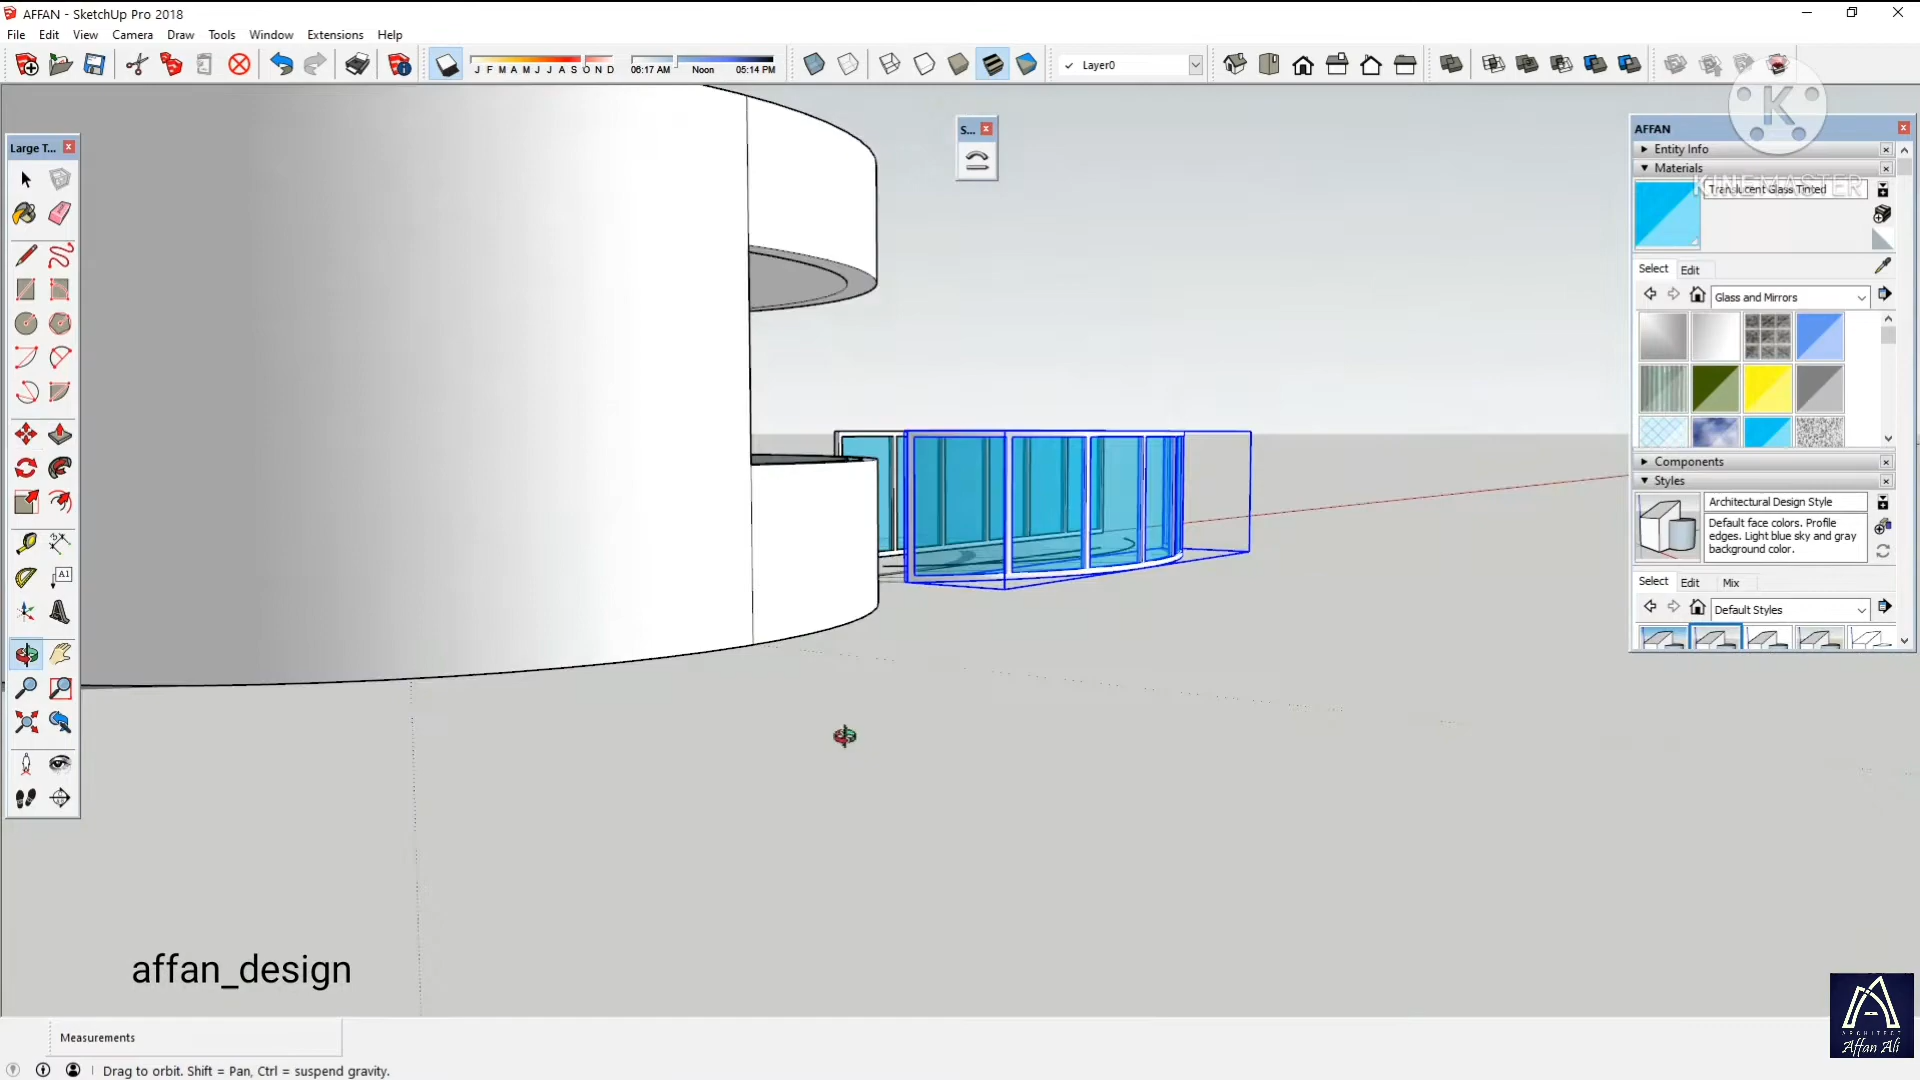 AFFAN - SketchUp Pro 2018
File Edit View Camera Draw Tools Window Extensions Help
J F M A M J J A S O N D 06:17 AM Noon 05:14 PM
Layer0
Large T...
S...
AFFAN
Entity Info
Materials
Translucent Glass Tinted
KINEMASTER
K
Select Edit
Glass and Mirrors
Components
Styles
Architectural Design Style
Default face colors. Profile
edges. Light blue sky and gray
background color.
Select Edit Mix
Default Styles
A1
affan_design
ARCHITECT
Affan Ali
Measurements
Drag to orbit. Shift = Pan, Ctrl = suspend gravity.